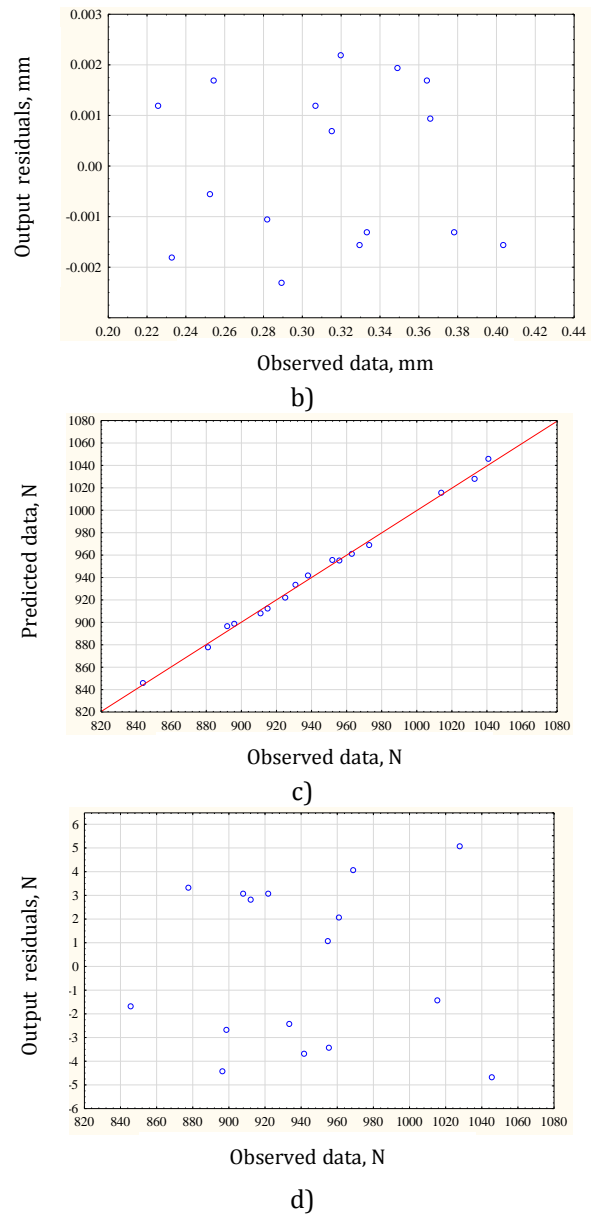 Output residuals, mm
0.003
0.002
0.001
0.00
-0.001
-0.002
0.20 0.22 0.24 0.26 0.28 0.30 0.32 0.34 0.36 0.38 0.40 0.42 0.44
Observed data, mm
b)
Predicted data, N
1080
1060
1040
1020
1000
980
960
940
920
900
880
860
840
820
820 840 860 880 900 920 940 960 980 1000 1020 1040 1060 1080
Observed data, N
c)
Output residuals, N
6
5
4
3
2
1
0
-1
-2
-3
-4
-5
-6
820 840 860 880 900 920 940 960 980 1000 1020 1040 1060 1080
Observed data, N
d)